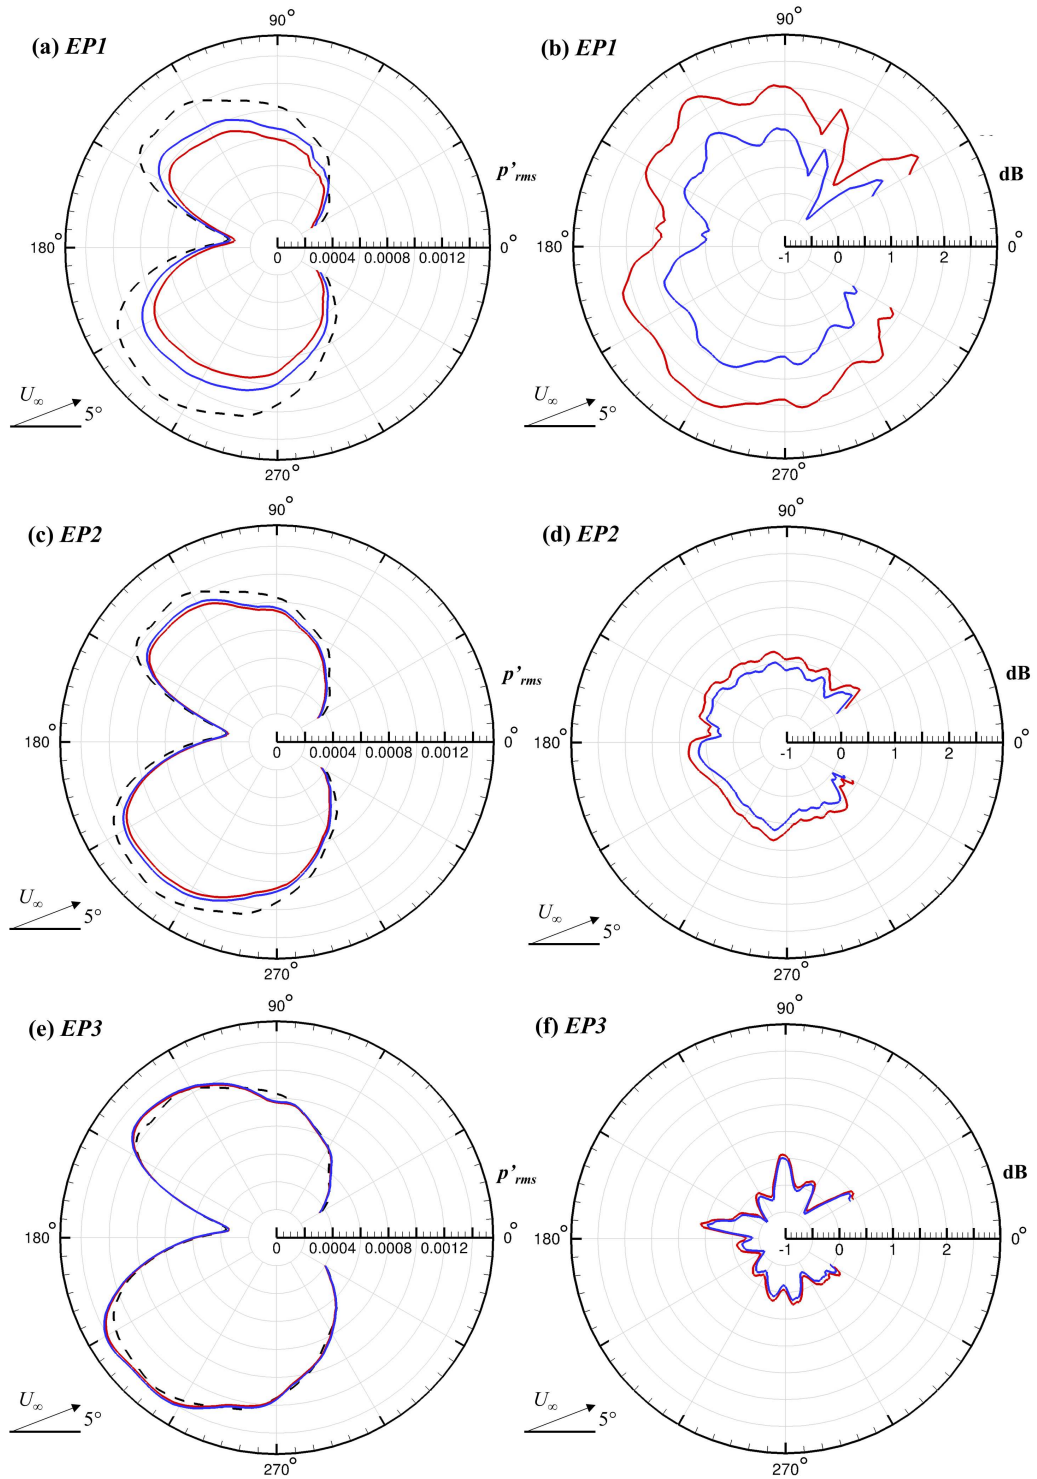 (a) EP1
90°
180°
0°
270°
p'rms
0 0.0004 0.0008 0.0012
U∞
5°
(b) EP1
90°
180°
0°
270°
dB
-1 0 1 2
U∞
5°
(c) EP2
90°
180°
0°
270°
p'rms
0 0.0004 0.0008 0.0012
U∞
5°
(d) EP2
90°
180°
0°
270°
dB
-1 0 1 2
U∞
5°
(e) EP3
90°
180°
0°
270°
p'rms
0 0.0004 0.0008 0.0012
U∞
5°
(f) EP3
90°
180°
0°
270°
dB
-1 0 1 2
U∞
5°